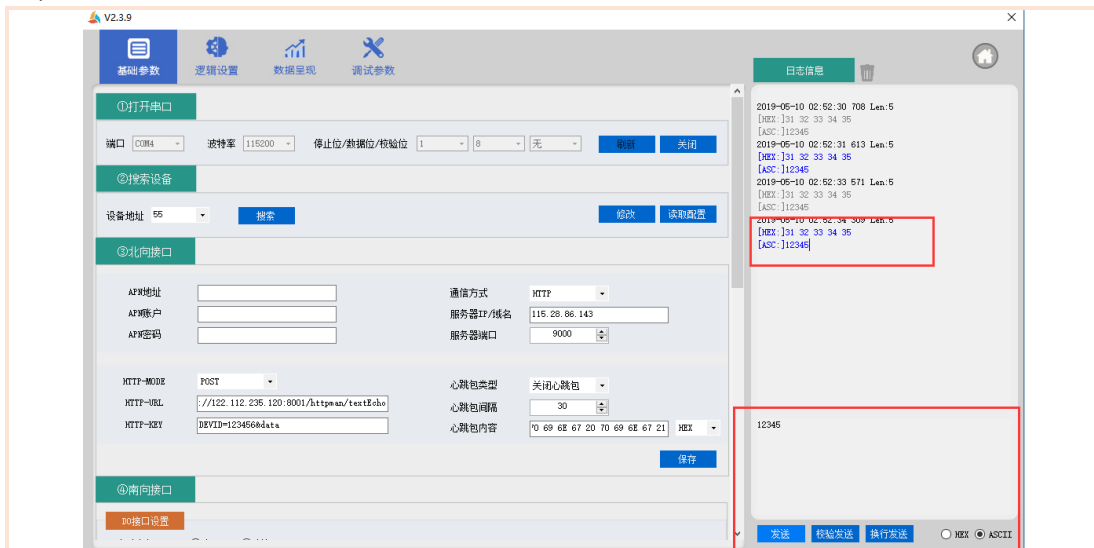 V2.3.9
×
基础参数 逻辑设置 数据呈现 调试参数
①打开串口
端口 COM4 波特率 115200 停止位/数据位/校验位 1 8 无 刷新 关闭
②搜索设备
设备地址 55 搜索 修改 读取配置
③北向接口
APN地址 通信方式 HTTP
APN账户 服务器IP/域名 115.28.86.143
APN密码 服务器端口 9000
HTTP-MODE POST 心跳包类型 关闭心跳包
HTTP-URL ://122.112.235.120:8001/httpman/textEcho 心跳包间隔 30
HTTP-KEY DEVID=123456&data 心跳包内容 70 69 6E 67 20 70 69 6E 67 21 HEX
保存
④南向接口
DO接口设置
日志信息
2019-05-10 02:52:30 708 Len:5
[HEX:]31 32 33 34 35
[ASC:]12345
2019-05-10 02:52:31 613 Len:5
[HEX:]31 32 33 34 35
[ASC:]12345
2019-05-10 02:52:33 571 Len:5
[HEX:]31 32 33 34 35
[ASC:]12345
2019-05-10 02:52:34 309 Len:5
[HEX:]31 32 33 34 35
[ASC:]12345
12345
发送 校验发送 换行发送 HEX ASCII